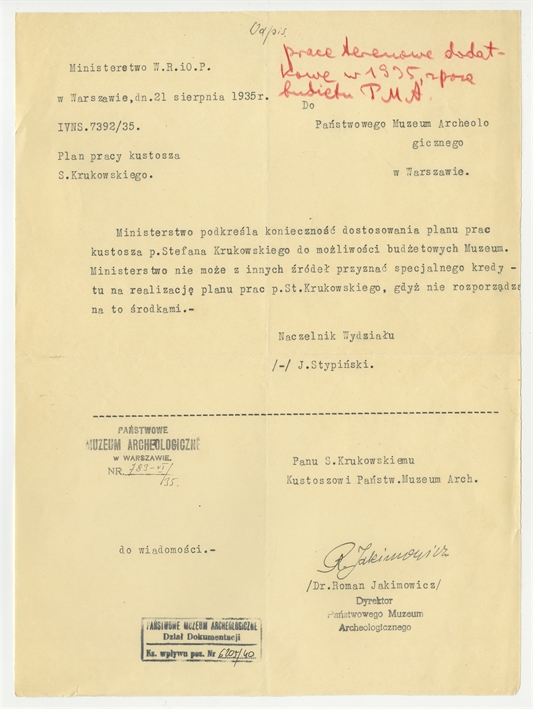 Odpis.
prace terenowe dodat-
kowe w 1935, spoza
budżetu P.M.A.
Ministerstwo W.R.iO.P.
w Warszawie,dn.21 sierpnia 1935r.
IVNS.7392/35.
Plan pracy kustosza
S.Krukowskiego.
Do
Państwowego Muzeum Archeolo
gicznego
w Warszawie.
Ministerstwo podkreśla konieczność dostosowania planu prac
kustosza p.Stefana Krukowskiego do możliwości budżetowych Muzeum.
Ministerstwo nie może z innych źródeł przyznać specjalnego kredy -
tu na realizację planu prac p.St.Krukowskiego, gdyż nie rozporządza
na to środkami.-
Naczelnik Wydziału
/-/ J.Stypiński.
PAŃSTWOWE
MUZEUM ARCHEOLOGICZNE
W WARSZAWIE.
NR. 783-VI/
/35.
Panu S.Krukowskiemu
Kustoszowi Państw.Muzeum Arch.
do wiadomości.-
R. Jakimowicz
/Dr.Roman Jakimowicz/
Dyrektor
Państwowego Muzeum
Archeologicznego
PAŃSTWOWE MUZEUM ARCHEOLOGICZNE
Dział Dokumentacji
Ks. wpływu poz. Nr